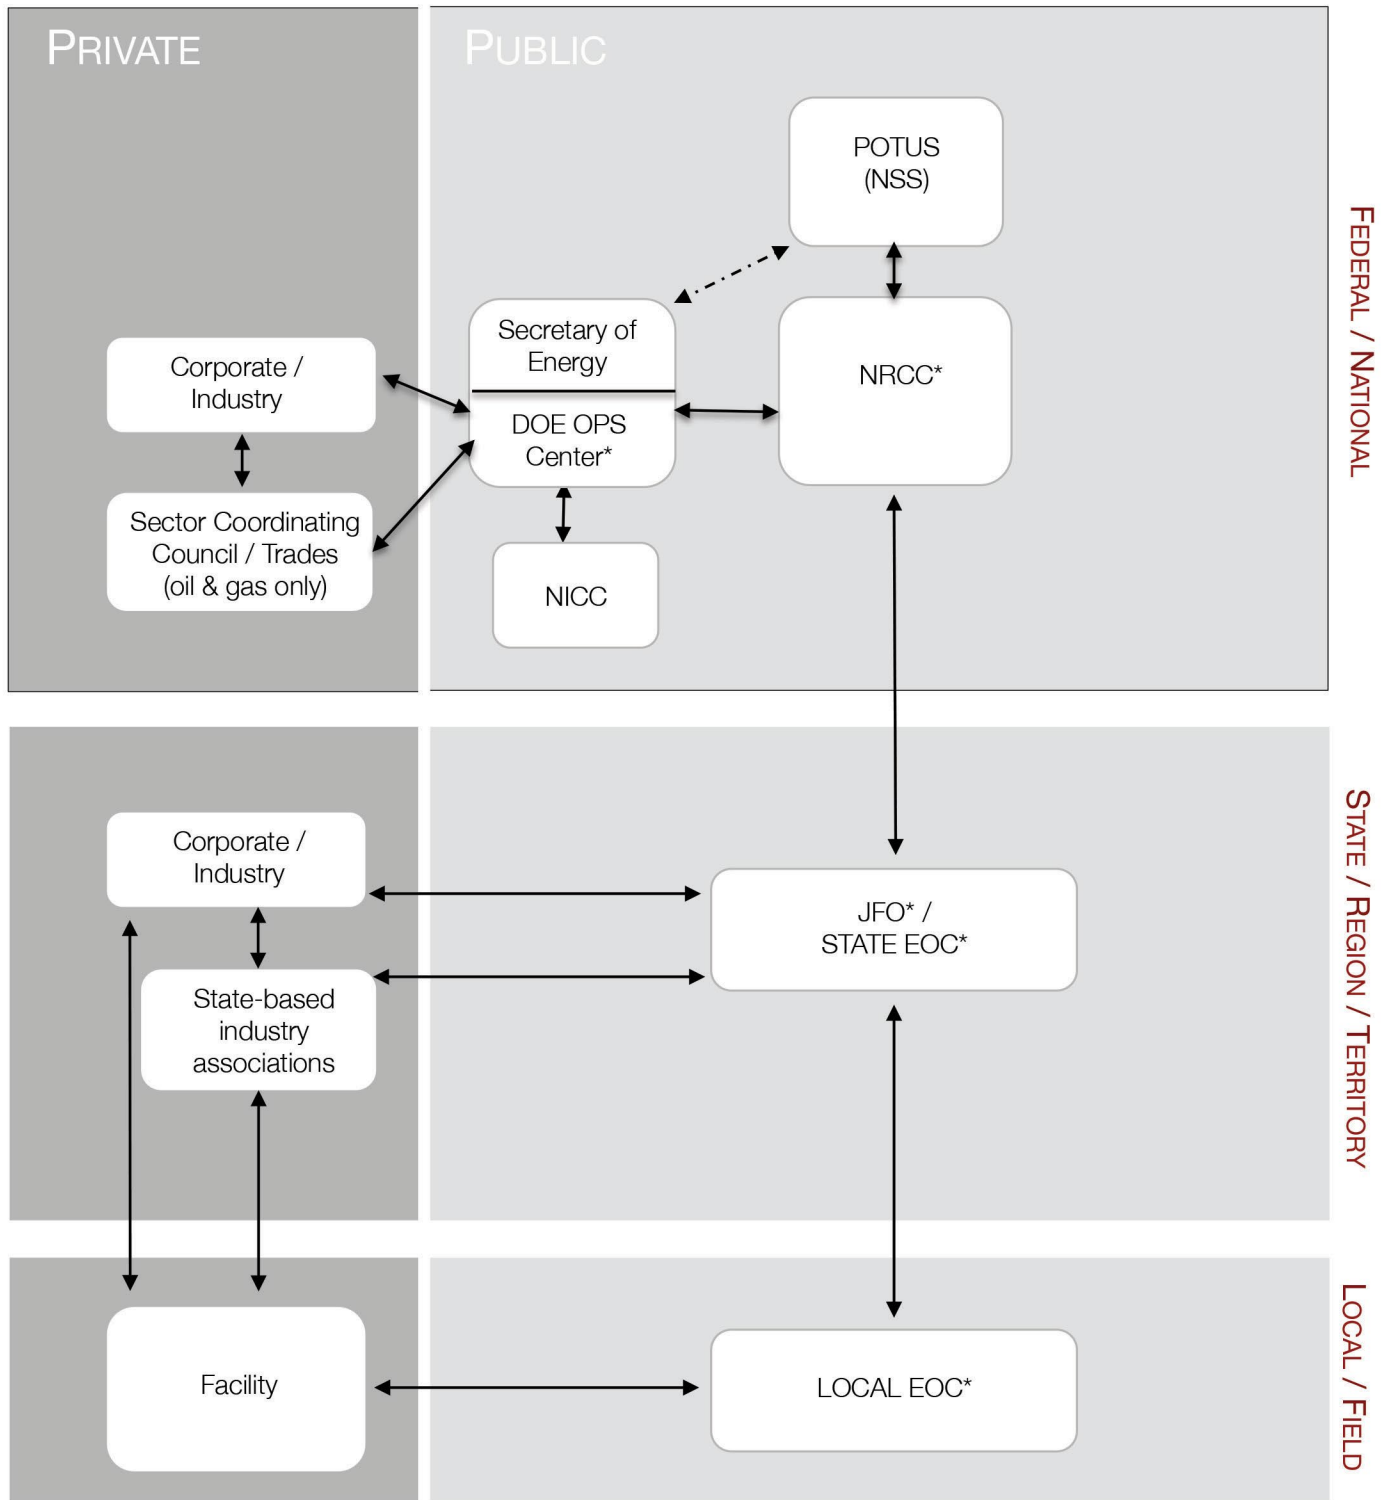 PRIVATE
PUBLIC
POTUS
(NSS)
Secretary of
Energy
DOE OPS
Center*
NRCC*
Corporate /
Industry
Sector Coordinating
Council / Trades
(oil & gas only)
NICC
FEDERAL / NATIONAL
Corporate /
Industry
State-based
industry
associations
JFO* /
STATE EOC*
STATE / REGION / TERRITORY
Facility
LOCAL EOC*
LOCAL / FIELD